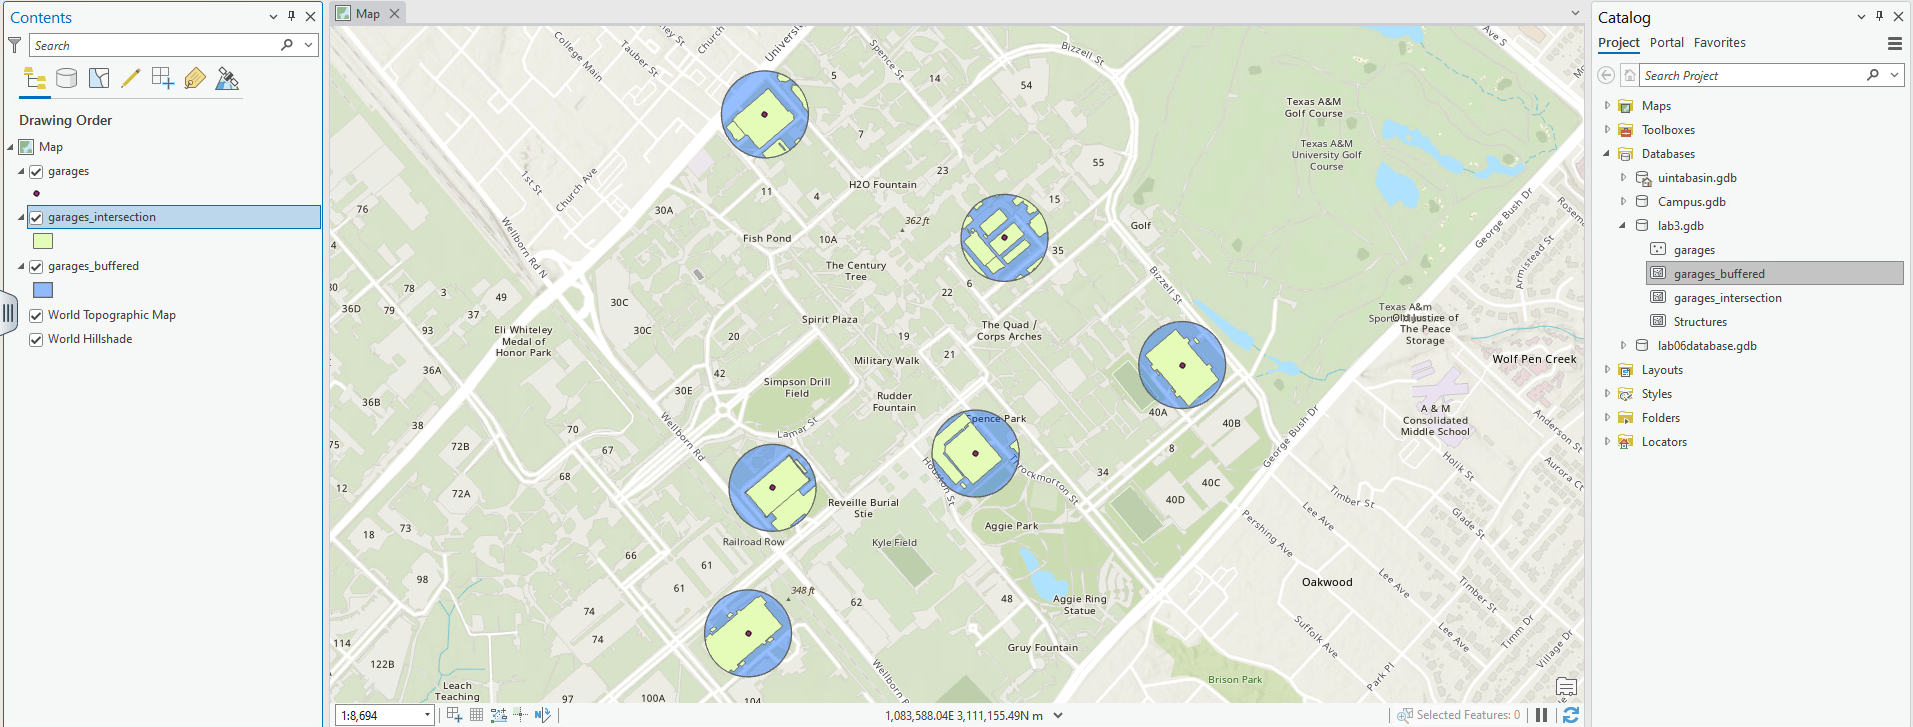 Contents
Search
Drawing Order
Map
garages
garages_intersection
garages_buffered
World Topographic Map
World Hillshade
Map
College Main
Tauber St
Church
Universi
Spence St
Bizzell St
Ave S
5
14
54
7
55
Texas A&M
Golf Course
Texas A&M
University Golf
Course
1st St
Church Ave
H2O Fountain
23
11
4
15
76
30A
362 ft
Golf
George Bush Dr
Armistead St
Rosem
Wellborn Rd N
Fish Pond
10A
35
The Century
Tree
6
Bizzell St
80
78
3
49
30C
22
36D
79
93
37
30C
Eli Whiteley
Medal of
Honor Park
20
Spirit Plaza
19
The Quad /
Corps Arches
21
Military Walk
Texas A&m
Old Justice of
The Peace
Storage
Wolf Pen Creek
36A
42
30E
Simpson Drill
Field
Rudder
Fountain
36B
38
Lamar St
Spence Park
40A
40B
A & M
Consolidated
Middle School
Anderson St
75
72B
70
67
68
Wellborn Rd
8
George Bush Dr
Holik St
Aurora Ct
12
72A
Houston St
Throckmorton St
34
40C
40D
Timber St
Reveille Burial
Stie
73
18
Railroad Row
Kyle Field
Aggie Park
Pershing Ave
Lee Ave
Glade St
66
61
61
98
Oakwood
Lee Ave
Timber St
348 ft
62
48
Aggie Ring
Statue
74
74
114
122B
Gruy Fountain
Suffolk Ave
Lee Ave
Timm Dr
Village Dr
Park Pl
Leach
Teaching
97
100A
104
Wellborn R
Brison Park
1:8,694
1,083,588.04E 3,111,155.49N m
Selected Features: 0
Catalog
Project Portal Favorites
Search Project
Maps
Toolboxes
Databases
uintabasin.gdb
Campus.gdb
lab3.gdb
garages
garages_buffered
garages_intersection
Structures
lab06database.gdb
Layouts
Styles
Folders
Locators